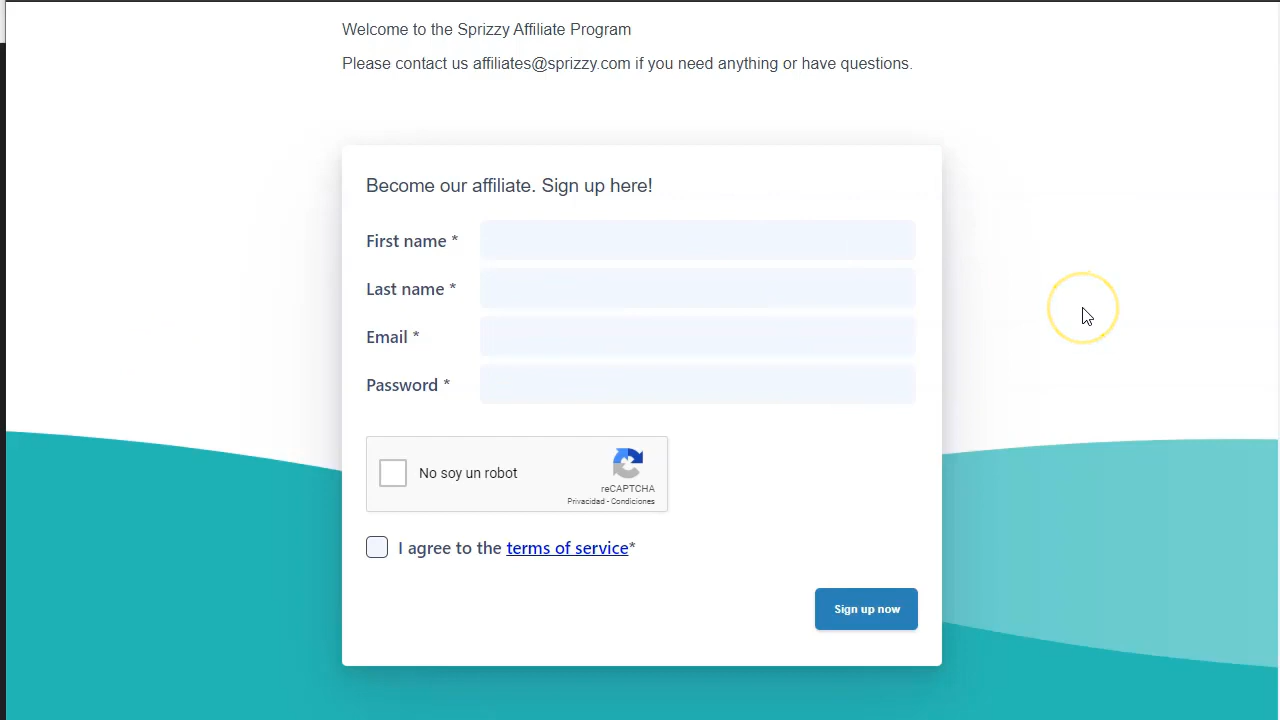 Welcome to the Sprizzy Affiliate Program
Please contact us affiliates@sprizzy.com if you need anything or have questions.
Become our affiliate. Sign up here!
First name *
Last name *
Email *
Password *
No soy un robot
reCAPTCHA
Privacidad - Condiciones
I agree to the terms of service*
Sign up now